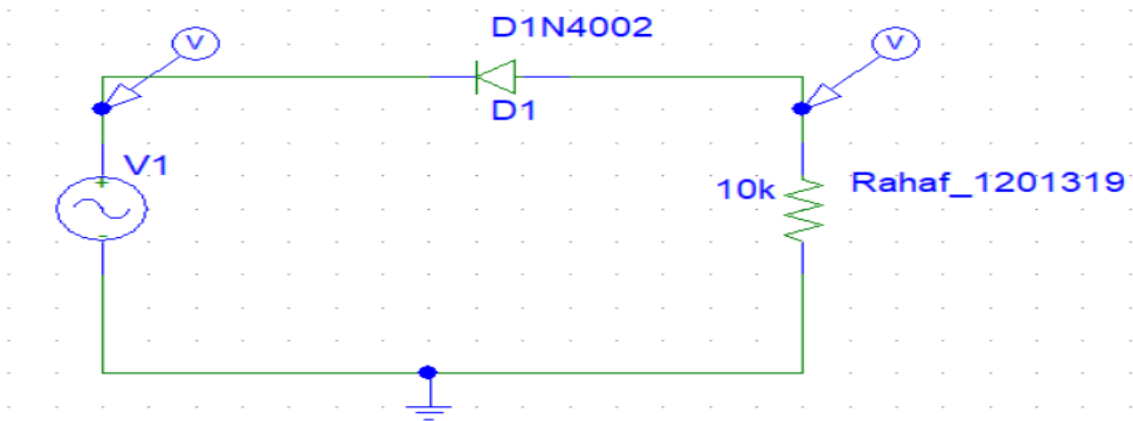 D1N4002
V
V
D1
V1
+
10k
Rahaf_1201319
-